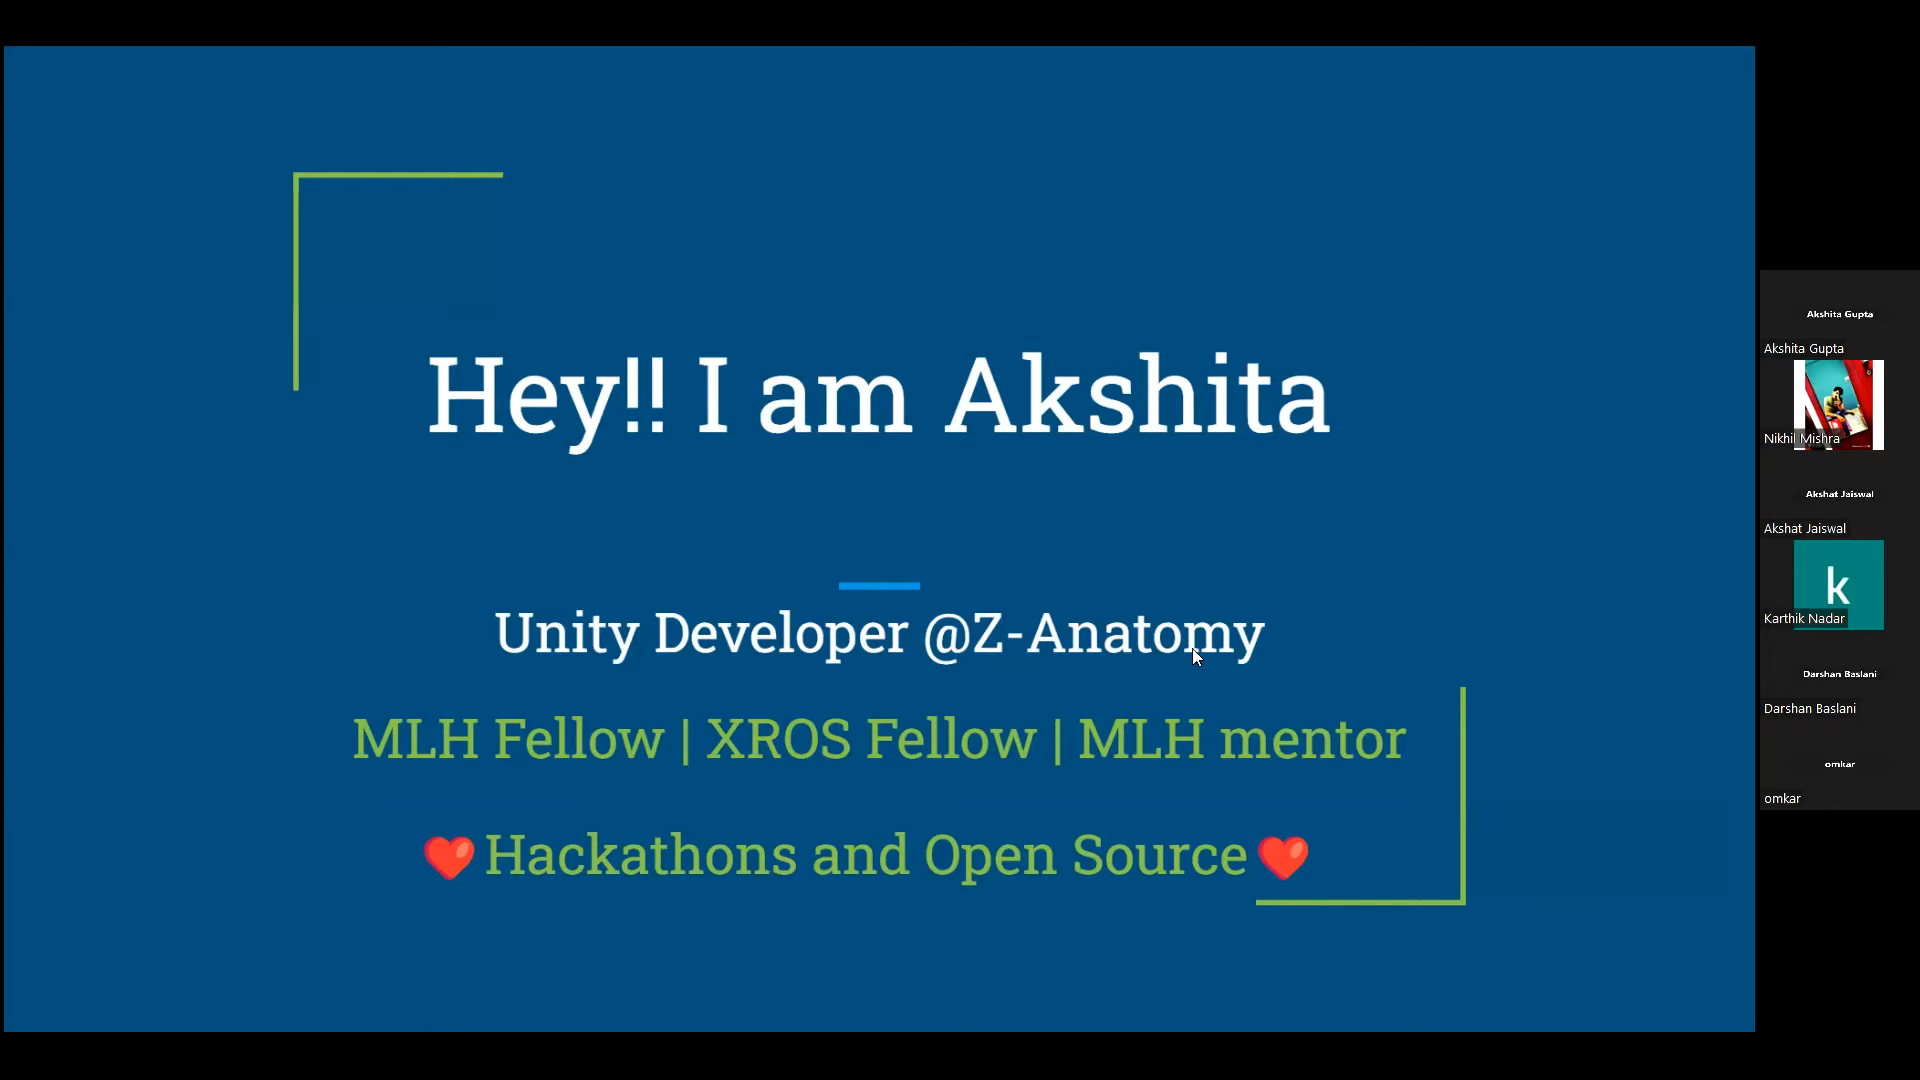 Hey!! I am Akshita
Unity Developer @Z-Anatomy
MLH Fellow | XROS Fellow | MLH mentor
❤️ Hackathons and Open Source ❤️
Akshita Gupta
Akshita Gupta
Nikhil Mishra
Akshat Jaiswal
Akshat Jaiswal
k
Karthik Nadar
Darshan Baslani
Darshan Baslani
omkar
omkar